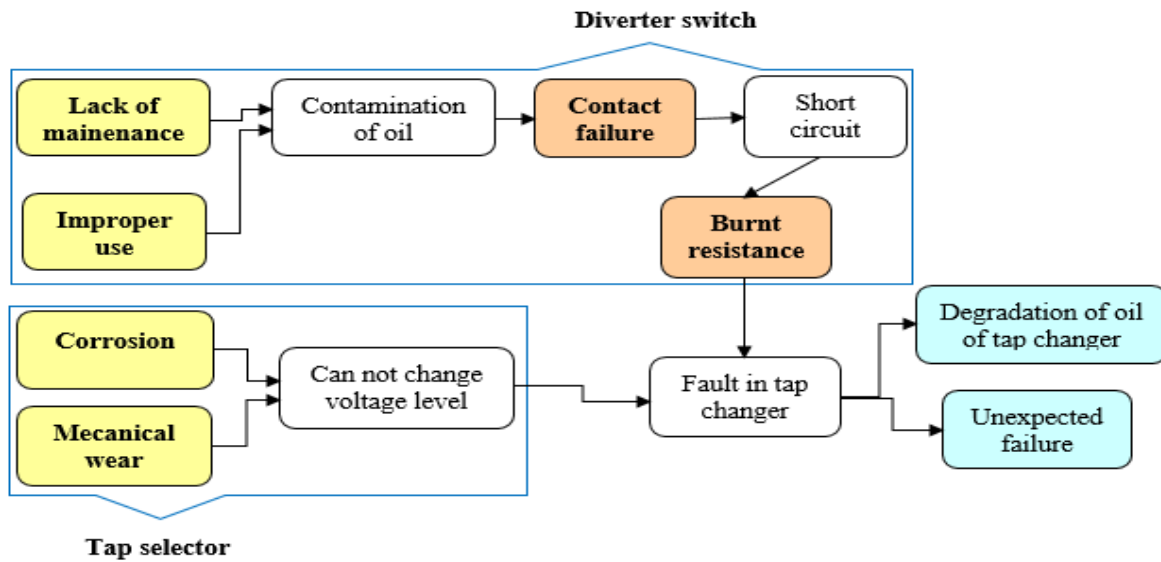 Diverter switch
Lack of
mainenance
Contamination
of oil
Contact
failure
Short
circuit
Improper
use
Burnt
resistance
Corrosion
Mecanical
wear
Can not change
voltage level
Fault in tap
changer
Degradation of oil
of tap changer
Unexpected
failure
Tap selector